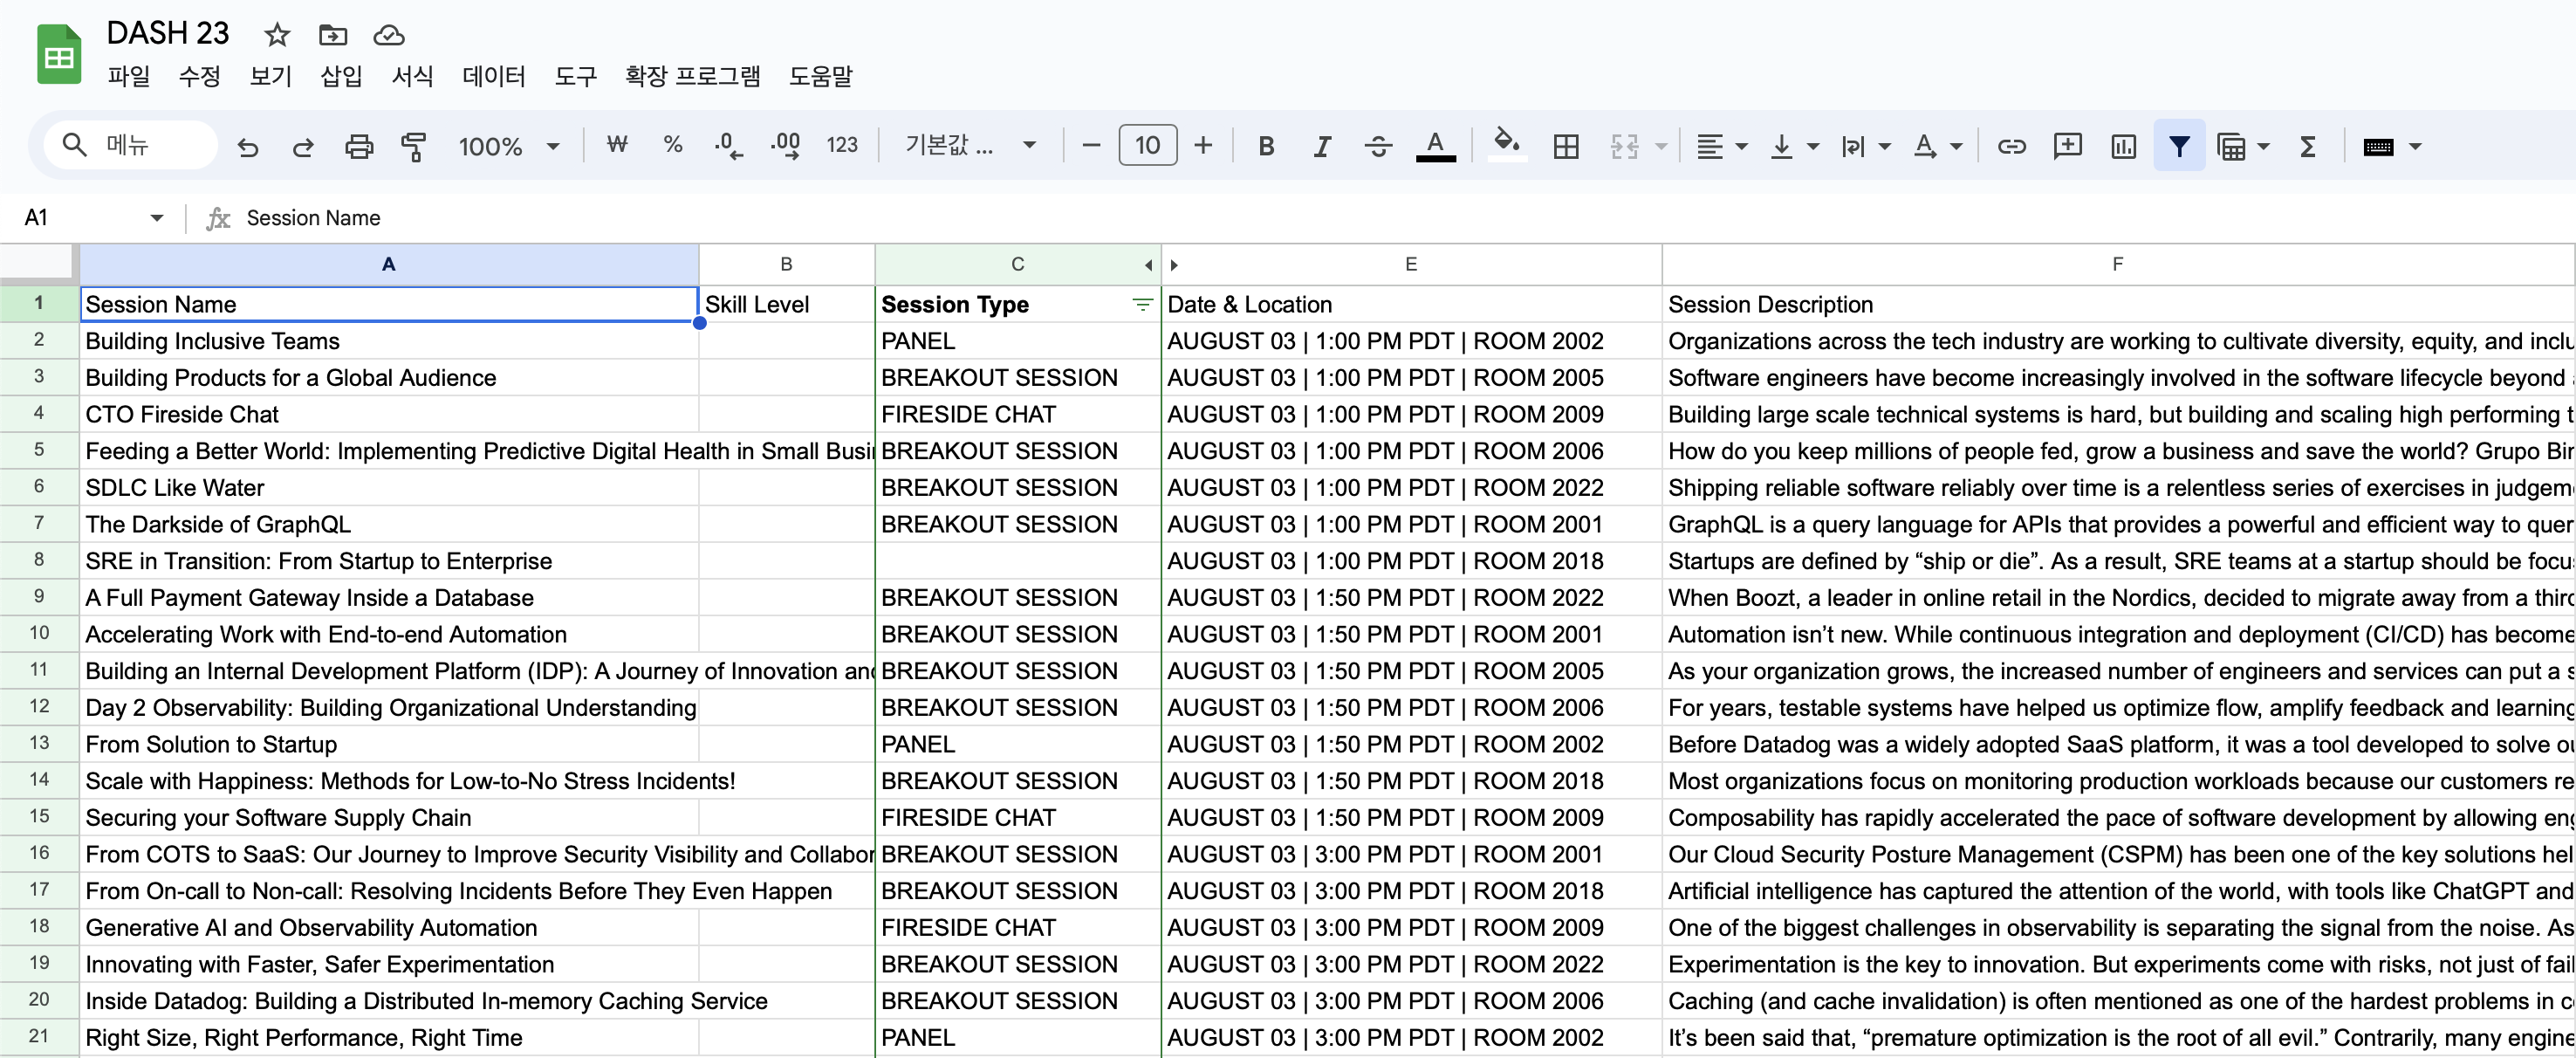 DASH 23
파일 수정 보기 삽입 서식 데이터 도구 확장 프로그램 도움말
메뉴 100% ₩ % .0 .00 123 기본값 ... 10 B I A A Σ
A1 fx Session Name
A B C E F
1 Session Name Skill Level Session Type Date & Location Session Description
2 Building Inclusive Teams PANEL AUGUST 03 | 1:00 PM PDT | ROOM 2002 Organizations across the tech industry are working to cultivate diversity, equity, and inclu
3 Building Products for a Global Audience BREAKOUT SESSION AUGUST 03 | 1:00 PM PDT | ROOM 2005 Software engineers have become increasingly involved in the software lifecycle beyond
4 CTO Fireside Chat FIRESIDE CHAT AUGUST 03 | 1:00 PM PDT | ROOM 2009 Building large scale technical systems is hard, but building and scaling high performing t
5 Feeding a Better World: Implementing Predictive Digital Health in Small Busi BREAKOUT SESSION AUGUST 03 | 1:00 PM PDT | ROOM 2006 How do you keep millions of people fed, grow a business and save the world? Grupo Bi
6 SDLC Like Water BREAKOUT SESSION AUGUST 03 | 1:00 PM PDT | ROOM 2022 Shipping reliable software reliably over time is a relentless series of exercises in judgem
7 The Darkside of GraphQL BREAKOUT SESSION AUGUST 03 | 1:00 PM PDT | ROOM 2001 GraphQL is a query language for APIs that provides a powerful and efficient way to quer
8 SRE in Transition: From Startup to Enterprise AUGUST 03 | 1:00 PM PDT | ROOM 2018 Startups are defined by “ship or die”. As a result, SRE teams at a startup should be focu
9 A Full Payment Gateway Inside a Database BREAKOUT SESSION AUGUST 03 | 1:50 PM PDT | ROOM 2022 When Boozt, a leader in online retail in the Nordics, decided to migrate away from a thir
10 Accelerating Work with End-to-end Automation BREAKOUT SESSION AUGUST 03 | 1:50 PM PDT | ROOM 2001 Automation isn’t new. While continuous integration and deployment (CI/CD) has become
11 Building an Internal Development Platform (IDP): A Journey of Innovation and BREAKOUT SESSION AUGUST 03 | 1:50 PM PDT | ROOM 2005 As your organization grows, the increased number of engineers and services can put a s
12 Day 2 Observability: Building Organizational Understanding BREAKOUT SESSION AUGUST 03 | 1:50 PM PDT | ROOM 2006 For years, testable systems have helped us optimize flow, amplify feedback and learning
13 From Solution to Startup PANEL AUGUST 03 | 1:50 PM PDT | ROOM 2002 Before Datadog was a widely adopted SaaS platform, it was a tool developed to solve ou
14 Scale with Happiness: Methods for Low-to-No Stress Incidents! BREAKOUT SESSION AUGUST 03 | 1:50 PM PDT | ROOM 2018 Most organizations focus on monitoring production workloads because our customers re
15 Securing your Software Supply Chain FIRESIDE CHAT AUGUST 03 | 1:50 PM PDT | ROOM 2009 Composability has rapidly accelerated the pace of software development by allowing eng
16 From COTS to SaaS: Our Journey to Improve Security Visibility and Collabor BREAKOUT SESSION AUGUST 03 | 3:00 PM PDT | ROOM 2001 Our Cloud Security Posture Management (CSPM) has been one of the key solutions hel
17 From On-call to Non-call: Resolving Incidents Before They Even Happen BREAKOUT SESSION AUGUST 03 | 3:00 PM PDT | ROOM 2018 Artificial intelligence has captured the attention of the world, with tools like ChatGPT and
18 Generative AI and Observability Automation FIRESIDE CHAT AUGUST 03 | 3:00 PM PDT | ROOM 2009 One of the biggest challenges in observability is separating the signal from the noise. As
19 Innovating with Faster, Safer Experimentation BREAKOUT SESSION AUGUST 03 | 3:00 PM PDT | ROOM 2022 Experimentation is the key to innovation. But experiments come with risks, not just of fail
20 Inside Datadog: Building a Distributed In-memory Caching Service BREAKOUT SESSION AUGUST 03 | 3:00 PM PDT | ROOM 2006 Caching (and cache invalidation) is often mentioned as one of the hardest problems in c
21 Right Size, Right Performance, Right Time PANEL AUGUST 03 | 3:00 PM PDT | ROOM 2002 It’s been said that, “premature optimization is the root of all evil.” Contrarily, many engin